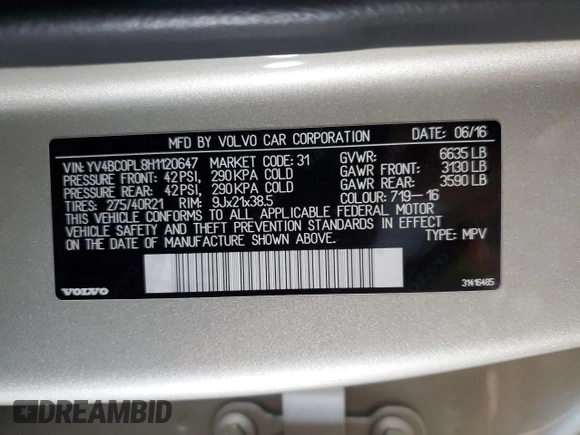 MFD BY VOLVO CAR CORPORATION DATE: 06/16
VIN: YV4BC0PL8H1120647 MARKET CODE: 31 GVWR: 6635 LB
PRESSURE FRONT: 42 PSI, 290 KPA COLD GAWR FRONT: 3130 LB
PRESSURE REAR: 42 PSI, 290 KPA COLD GAWR REAR: 3590 LB
TIRES: 275/40R21 RIM: 9Jx21x38.5 COLOUR: 719-16
VEHICLE CONFORMS TO ALL APPLICABLE FEDERAL MOTOR
VEHICLE SAFETY AND THEFT PREVENTION STANDARDS IN EFFECT
ON THE DATE OF MANUFACTURE SHOWN ABOVE. TYPE: MPV
VOLVO
31416485
DREAMBID